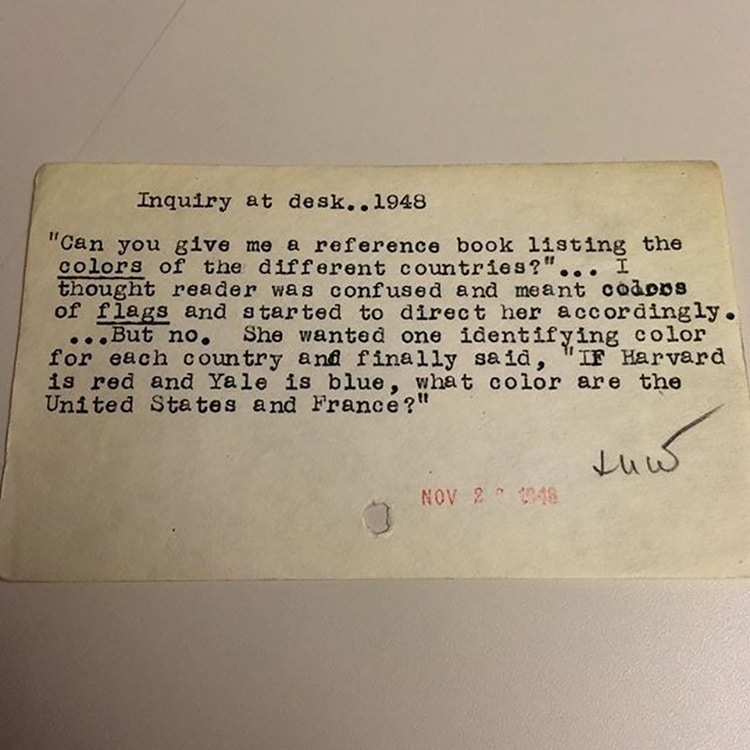 Inquiry at desk..1948
"Can you give me a reference book listing the
colors of the different countries?"... I
thought reader was confused and meant colors
of flags and started to direct her accordingly.
...But no. She wanted one identifying color
for each country and finally said, "IF Harvard
is red and Yale is blue, what color are the
United States and France?"
NOV 2 1948